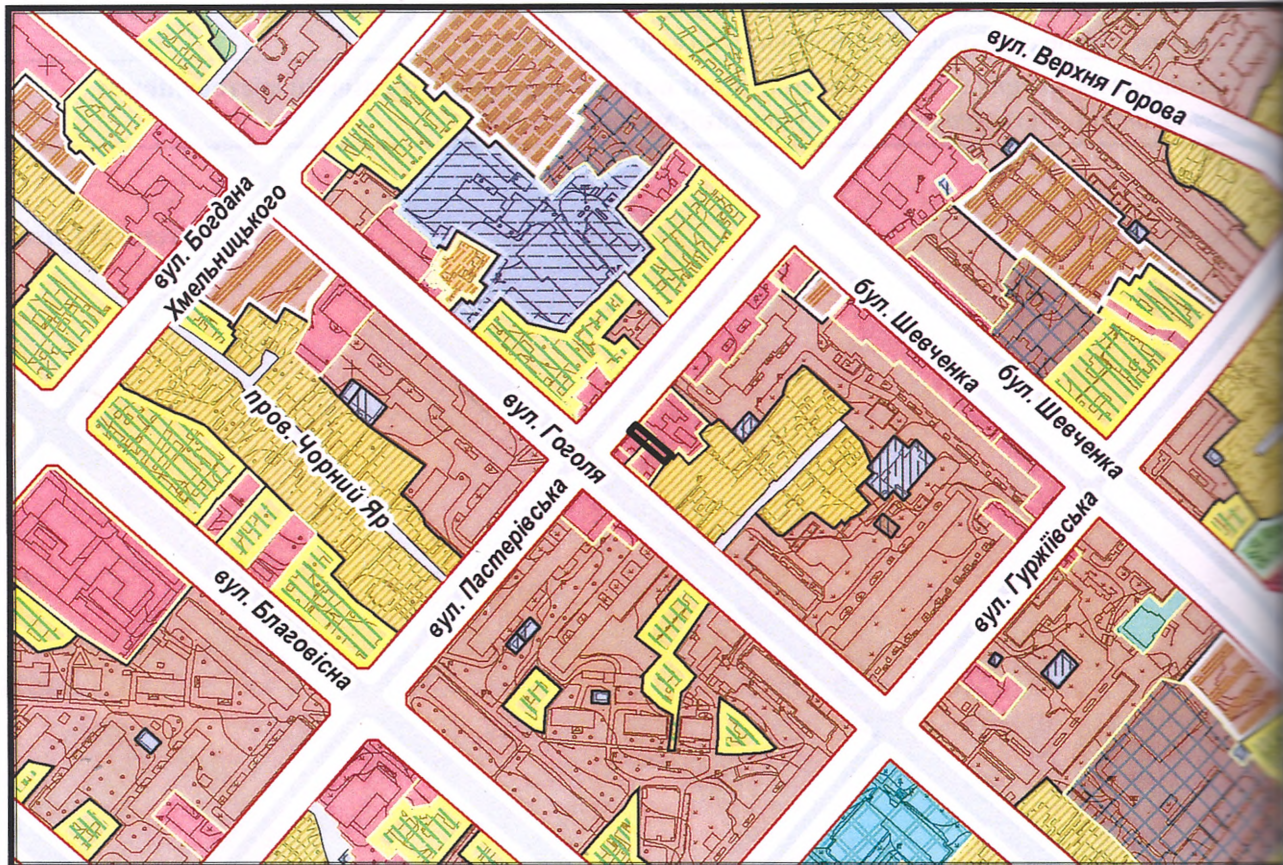 вул. Верхня Горова
вул. Богдана
Хмельницького
бул. Шевченка
бул. Шевченка
пров. Чорний Яр
вул. Гоголя
вул. Пастерівська
вул. Гуржіївська
вул. Благовісна